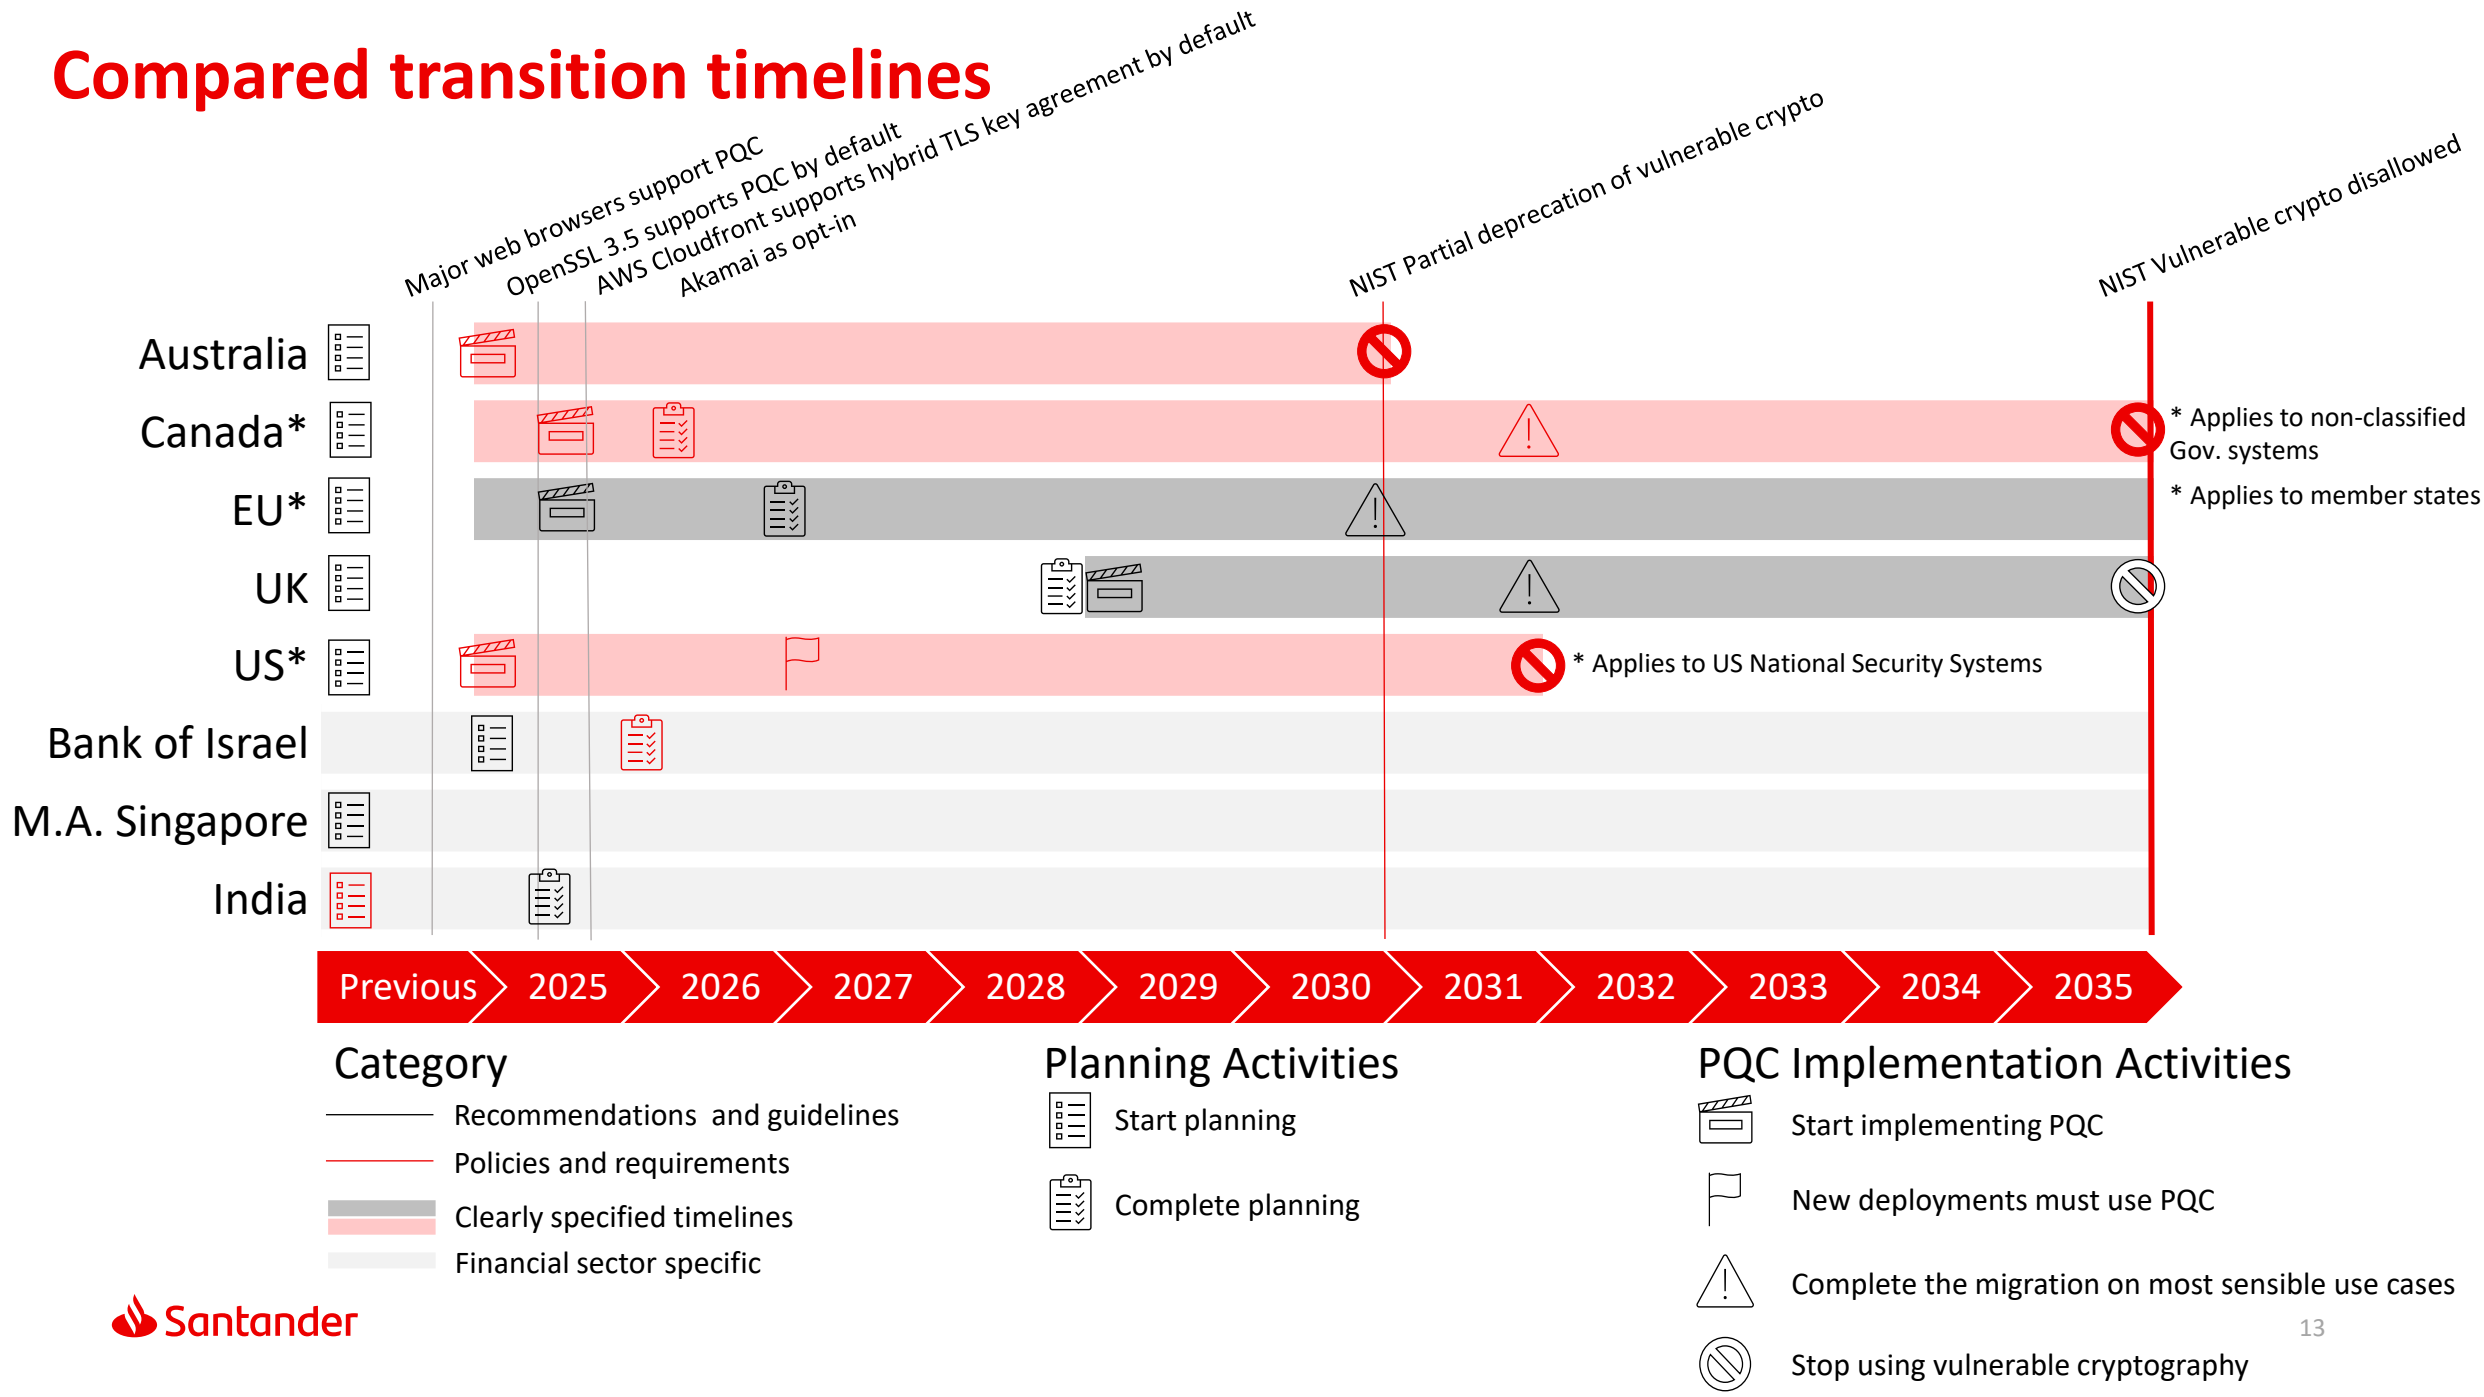 Compared transition timelines
Major web browsers support PQC
OpenSSL 3.5 supports PQC by default
AWS Cloudfront supports hybrid TLS key agreement by default
Akamai as opt-in
NIST Partial deprecation of vulnerable crypto
NIST Vulnerable crypto disallowed
Australia
Canada*
* Applies to non-classified
Gov. systems
EU*
* Applies to member states
UK
US*
* Applies to US National Security Systems
Bank of Israel
M.A. Singapore
India
Previous 2025 2026 2027 2028 2029 2030 2031 2032 2033 2034 2035
Category
Recommendations and guidelines
Policies and requirements
Clearly specified timelines
Financial sector specific
Planning Activities
Start planning
Complete planning
PQC Implementation Activities
Start implementing PQC
New deployments must use PQC
Complete the migration on most sensible use cases
Stop using vulnerable cryptography
Santander
13